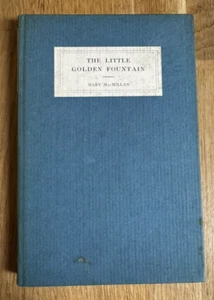 THE LITTLE
GOLDEN FOUNTAIN
MARY MacMILLAN